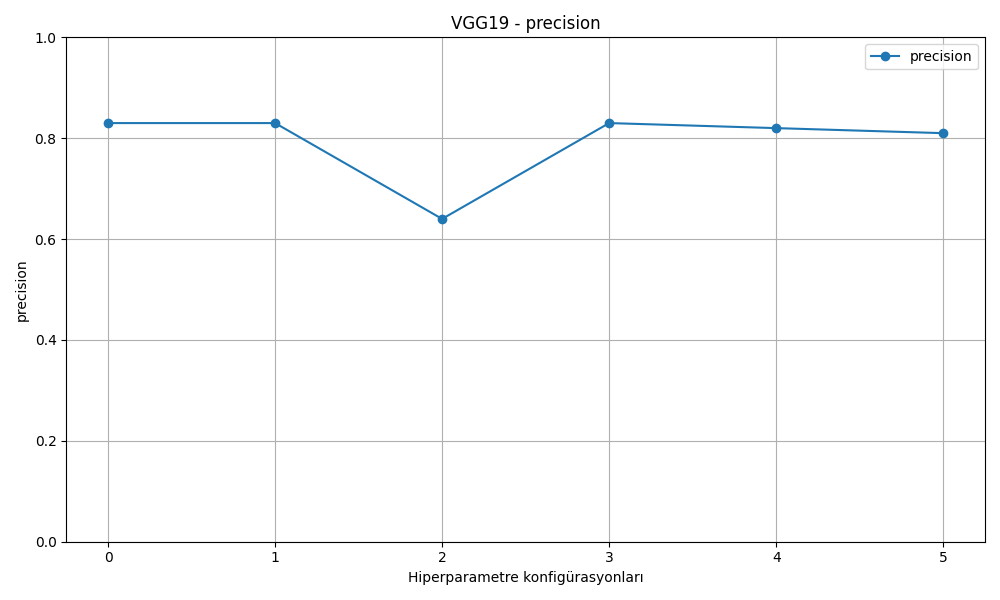 VGG19 - precision
precision
1.0
0.8
0.6
0.4
0.2
0.0
precision
0 1 2 3 4 5
Hiperparametre konfigürasyonları